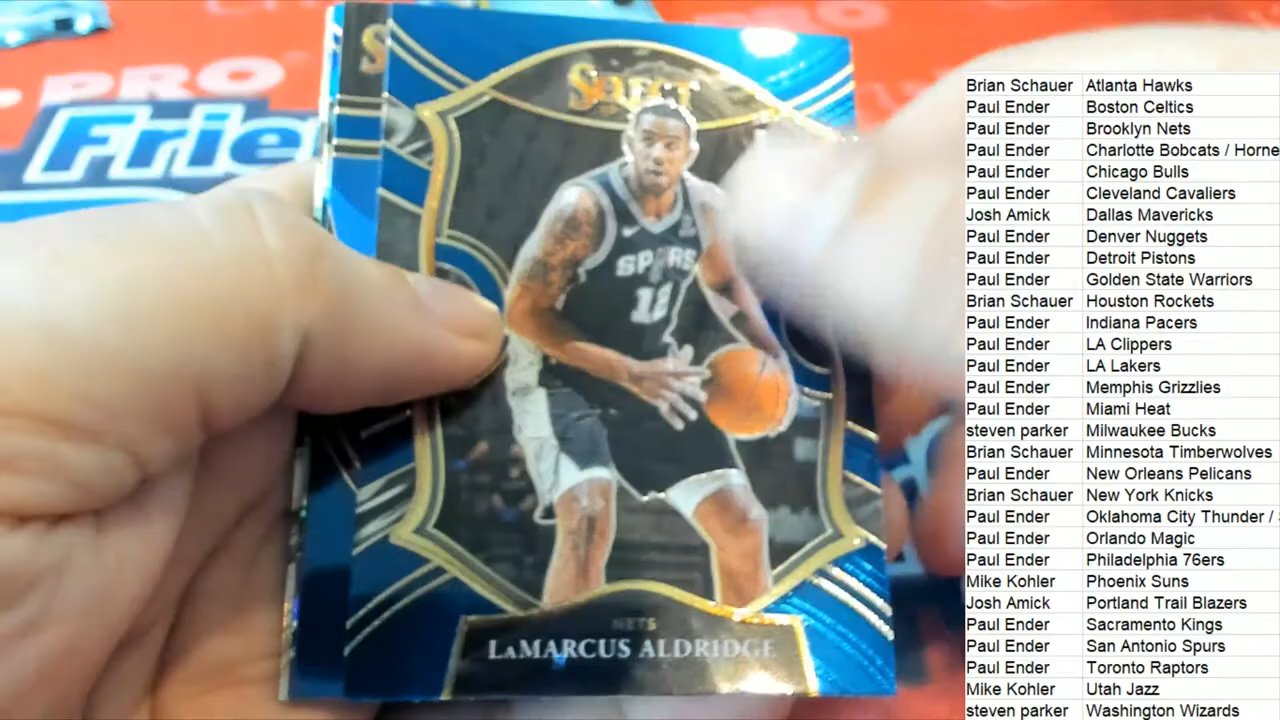 PRO
Frie
S
SELECT
SPURS
12
NETS
LAMARCUS ALDRIDGE
Brian Schauer Atlanta Hawks
Paul Ender Boston Celtics
Paul Ender Brooklyn Nets
Paul Ender Charlotte Bobcats / Horne
Paul Ender Chicago Bulls
Paul Ender Cleveland Cavaliers
Josh Amick Dallas Mavericks
Paul Ender Denver Nuggets
Paul Ender Detroit Pistons
Paul Ender Golden State Warriors
Brian Schauer Houston Rockets
Paul Ender Indiana Pacers
Paul Ender LA Clippers
Paul Ender LA Lakers
Paul Ender Memphis Grizzlies
Paul Ender Miami Heat
steven parker Milwaukee Bucks
Brian Schauer Minnesota Timberwolves
Paul Ender New Orleans Pelicans
Brian Schauer New York Knicks
Paul Ender Oklahoma City Thunder /
Paul Ender Orlando Magic
Paul Ender Philadelphia 76ers
Mike Kohler Phoenix Suns
Josh Amick Portland Trail Blazers
Paul Ender Sacramento Kings
Paul Ender San Antonio Spurs
Paul Ender Toronto Raptors
Mike Kohler Utah Jazz
steven parker Washington Wizards